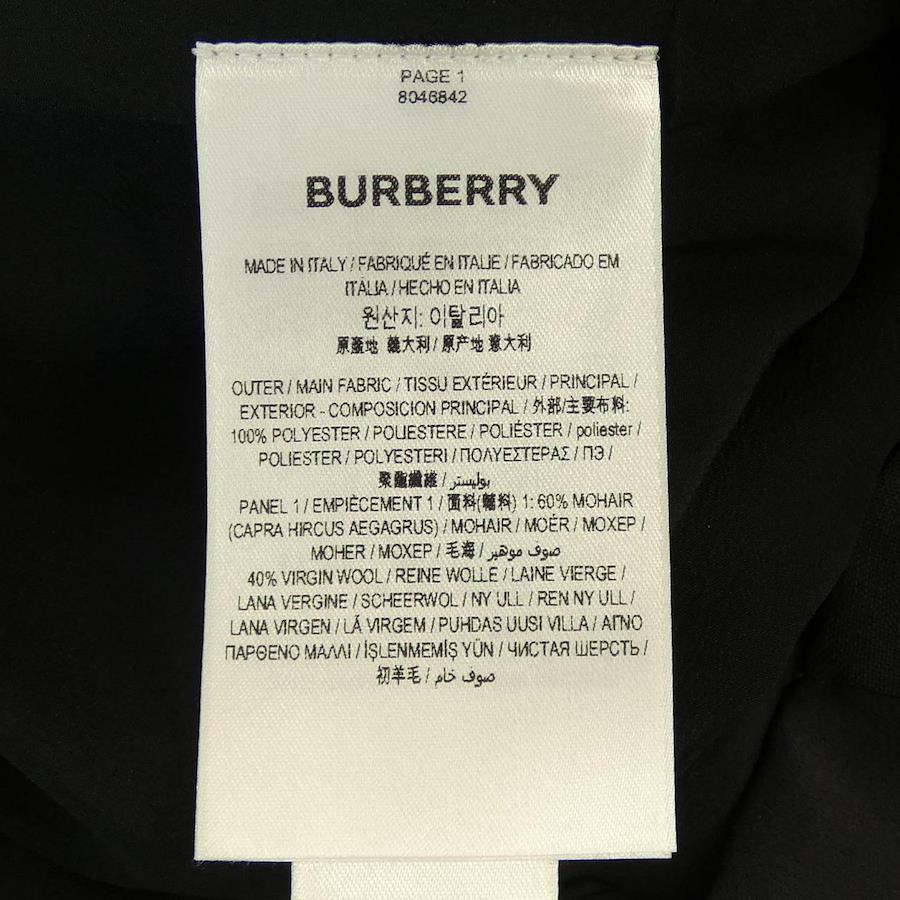 PAGE 1
8046842
BURBERRY
MADE IN ITALY / FABRIQUÉ EN ITALIE / FABRICADO EM
ITÁLIA / HECHO EN ITALIA
원산지: 이탈리아
原產地 義大利 / 原产地 意大利
OUTER / MAIN FABRIC / TISSU EXTÉRIEUR / PRINCIPAL /
EXTERIOR - COMPOSICION PRINCIPAL / 外部/主要布料:
100% POLYESTER / POLIESTERE / POLIÉSTER / poliester /
POLIESTER / POLYESTERI / ΠΟΛΥΕΣΤΕΡΑΣ / ПЭ /
聚酯纖維 / بوليستر
PANEL 1 / EMPIÈCEMENT 1 / 面料(輔料) 1: 60% MOHAIR
(CAPRA HIRCUS AEGAGRUS) / MOHAIR / MOÉR / MOXEP /
MOHER / MOXEP / 毛海 / صوف موهير
40% VIRGIN WOOL / REINE WOLLE / LAINE VIERGE /
LANA VERGINE / SCHEERWOL / NY ULL / REN NY ULL /
LANA VIRGEN / LÃ VIRGEM / PUHDAS UUSI VILLA / ΑΓΝΟ
ΠΑΡΘΕΝΟ ΜΑΛΛΙ / İŞLENMEMİŞ YÜN / ЧИСТАЯ ШЕРСТЬ /
初羊毛 / صوف خام